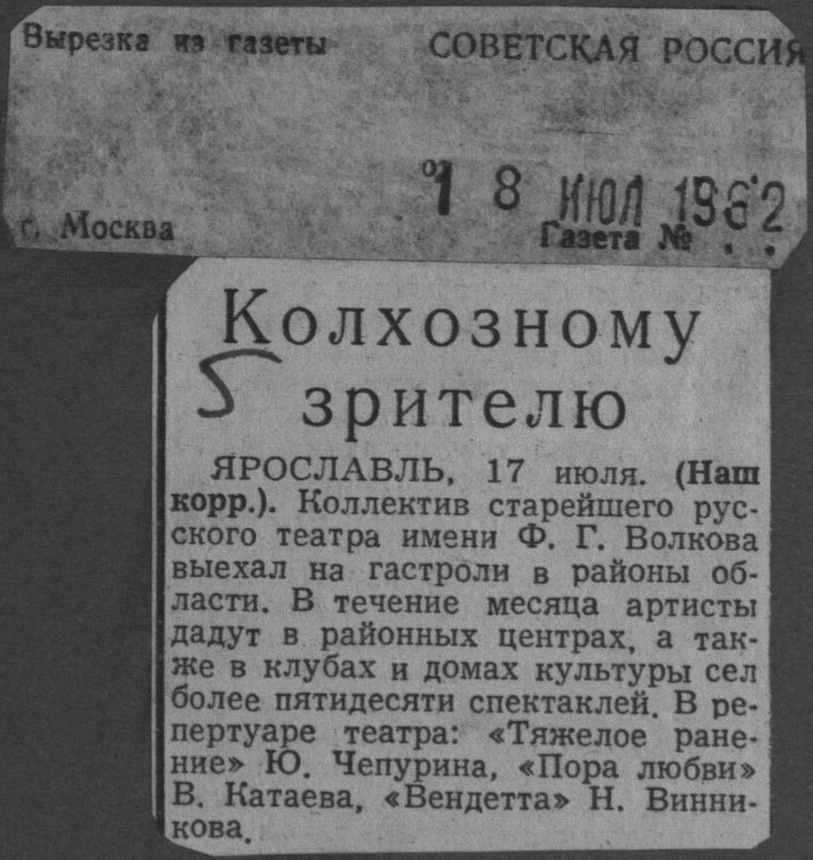 Вырезка из газеты СОВЕТСКАЯ РОССИЯ
18 ИЮЛ 1962
г. Москва Газета №
Колхозному
5 зрителю
ЯРОСЛАВЛЬ, 17 июля. (Наш
корр.). Коллектив старейшего рус-
ского театра имени Ф. Г. Волкова
выехал на гастроли в районы об-
ласти. В течение месяца артисты
дадут в районных центрах, а так-
же в клубах и домах культуры сел
более пятидесяти спектаклей. В ре-
пертуаре театра: «Тяжелое ране-
ние» Ю. Чепурина, «Пора любви»
В. Катаева, «Вендетта» Н. Винни-
кова.